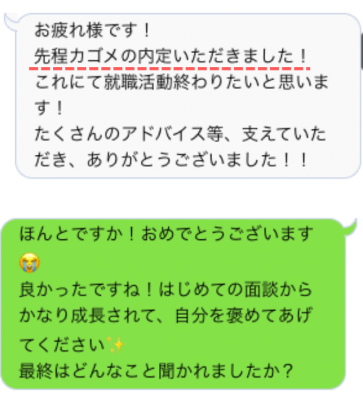 お疲れ様です！
先程カゴメの内定いただきました！
これにて就職活動終わりたいと思いま
す！
たくさんのアドバイス等、支えていた
だき、ありがとうございました！！
ほんとですか！おめでとうございます
😭
良かったですね！はじめての面談から
かなり成長されて、自分を褒めてあげ
てください✨
最終はどんなこと聞かれましたか？